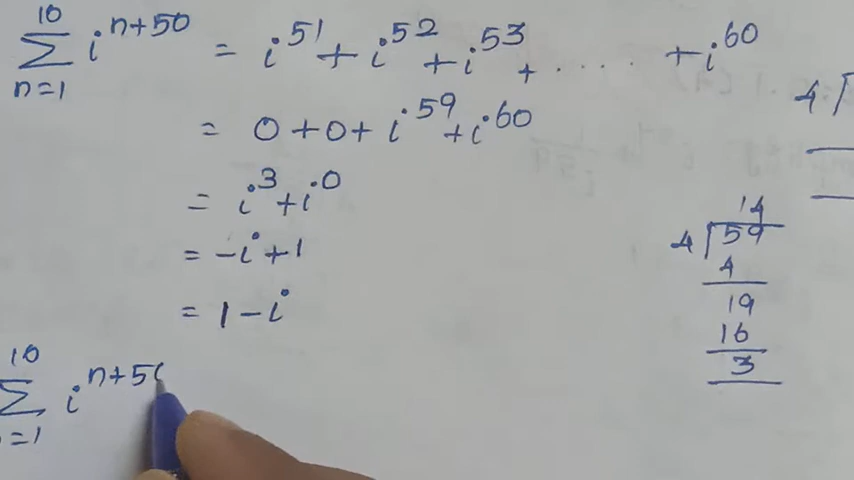 10
∑ i^{n+50} = i^{51} + i^{52} + i^{53} + ..... + i^{60}
n=1
= 0 + 0 + i^{59} + i^{60}
= i^3 + i^0
= -i + 1
= 1 - i
10
∑ i^{n+5
n=1
4
14
4 ⟌ 59
4
19
16
3